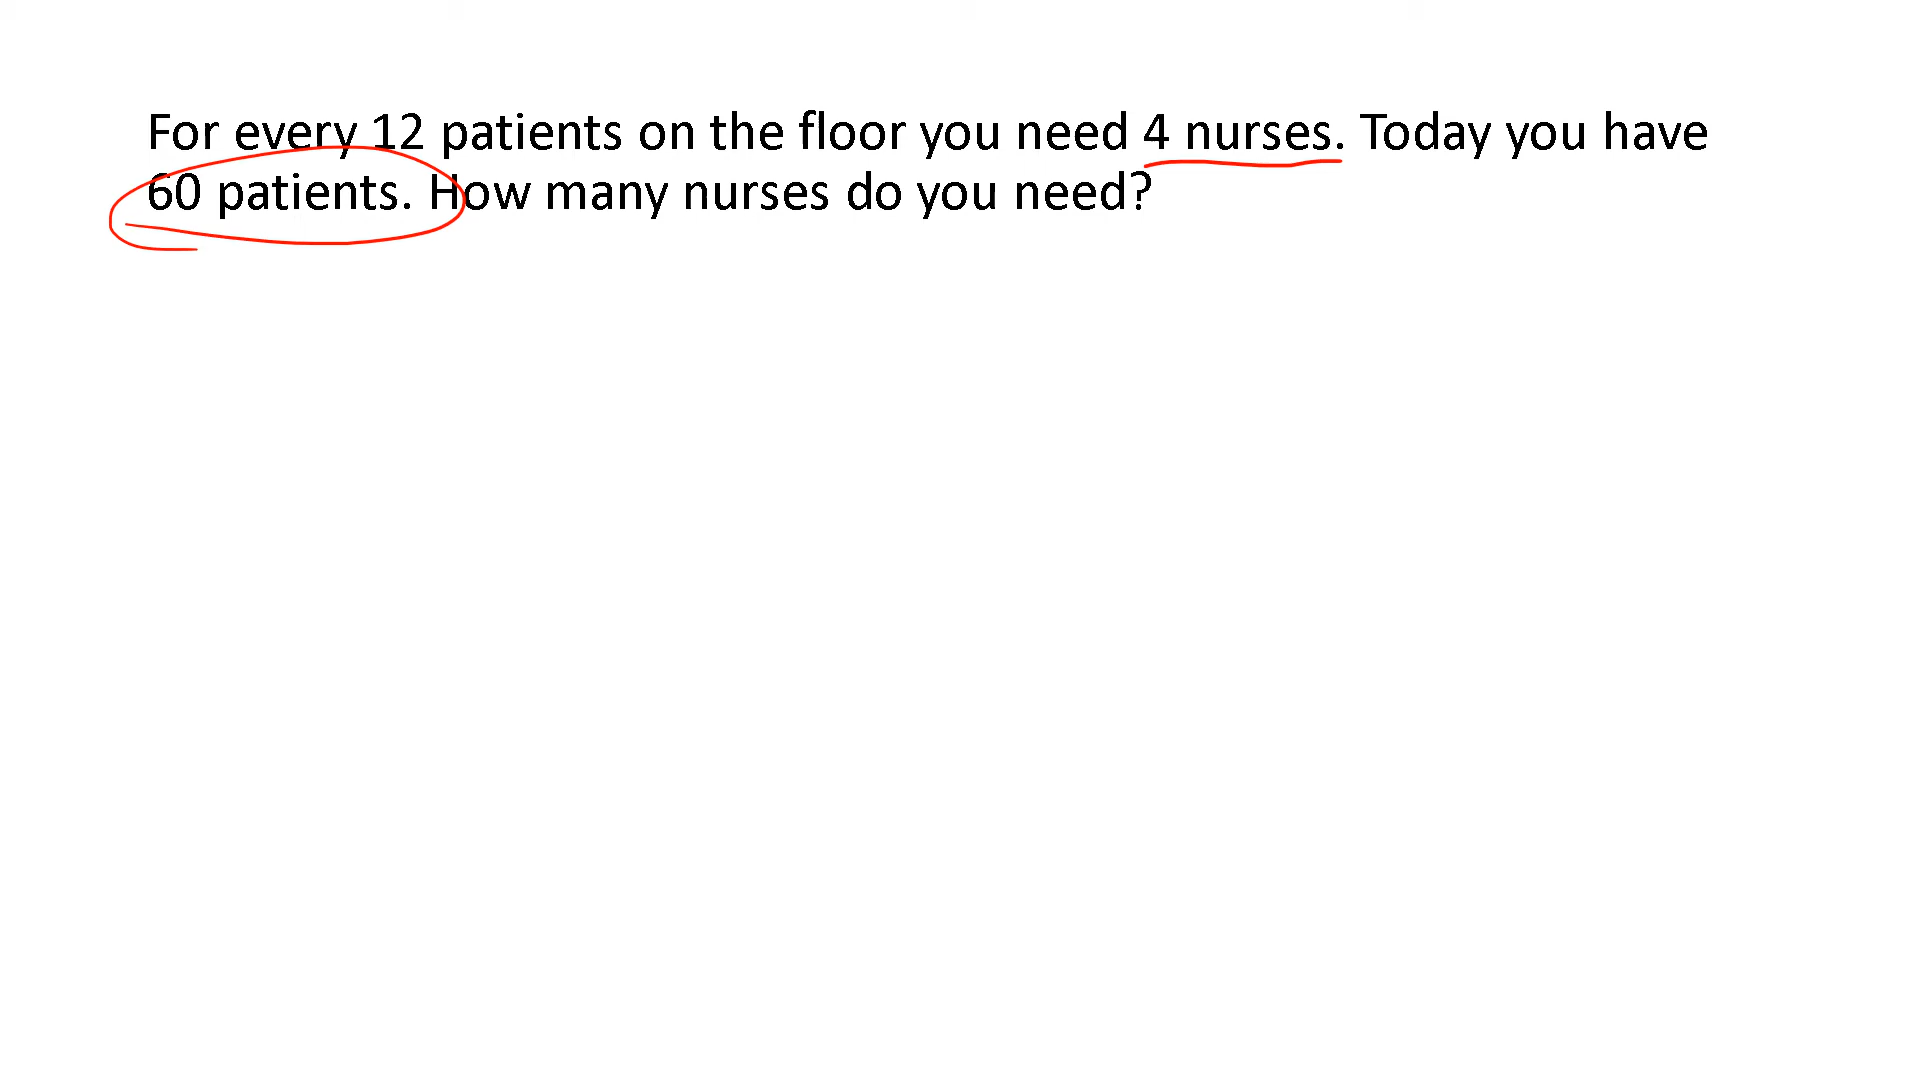 For every 12 patients on the floor you need 4 nurses. Today you have
60 patients. How many nurses do you need?